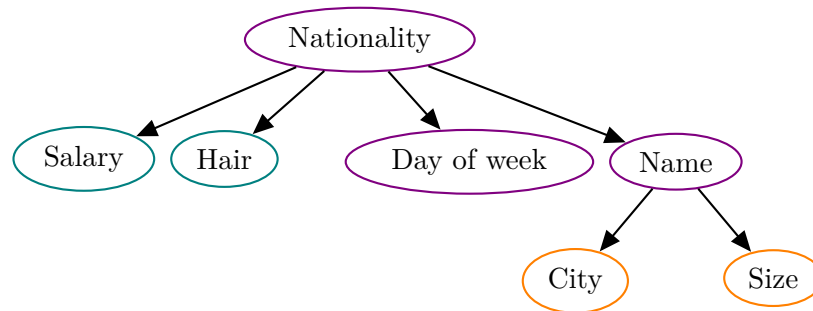 Nationality
Salary
Hair
Day of week
Name
City
Size